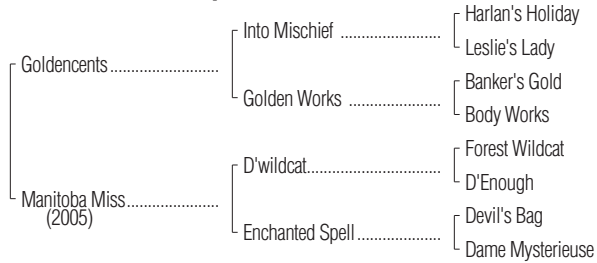 Harlan's Holiday
Into Mischief ..................
Leslie's Lady
Goldencents ........................
Banker's Gold
Golden Works ..................
Body Works
Forest Wildcat
D'wildcat...........................
D'Enough
Manitoba Miss....................
(2005)
Devil's Bag
Enchanted Spell..................
Dame Mysterieuse